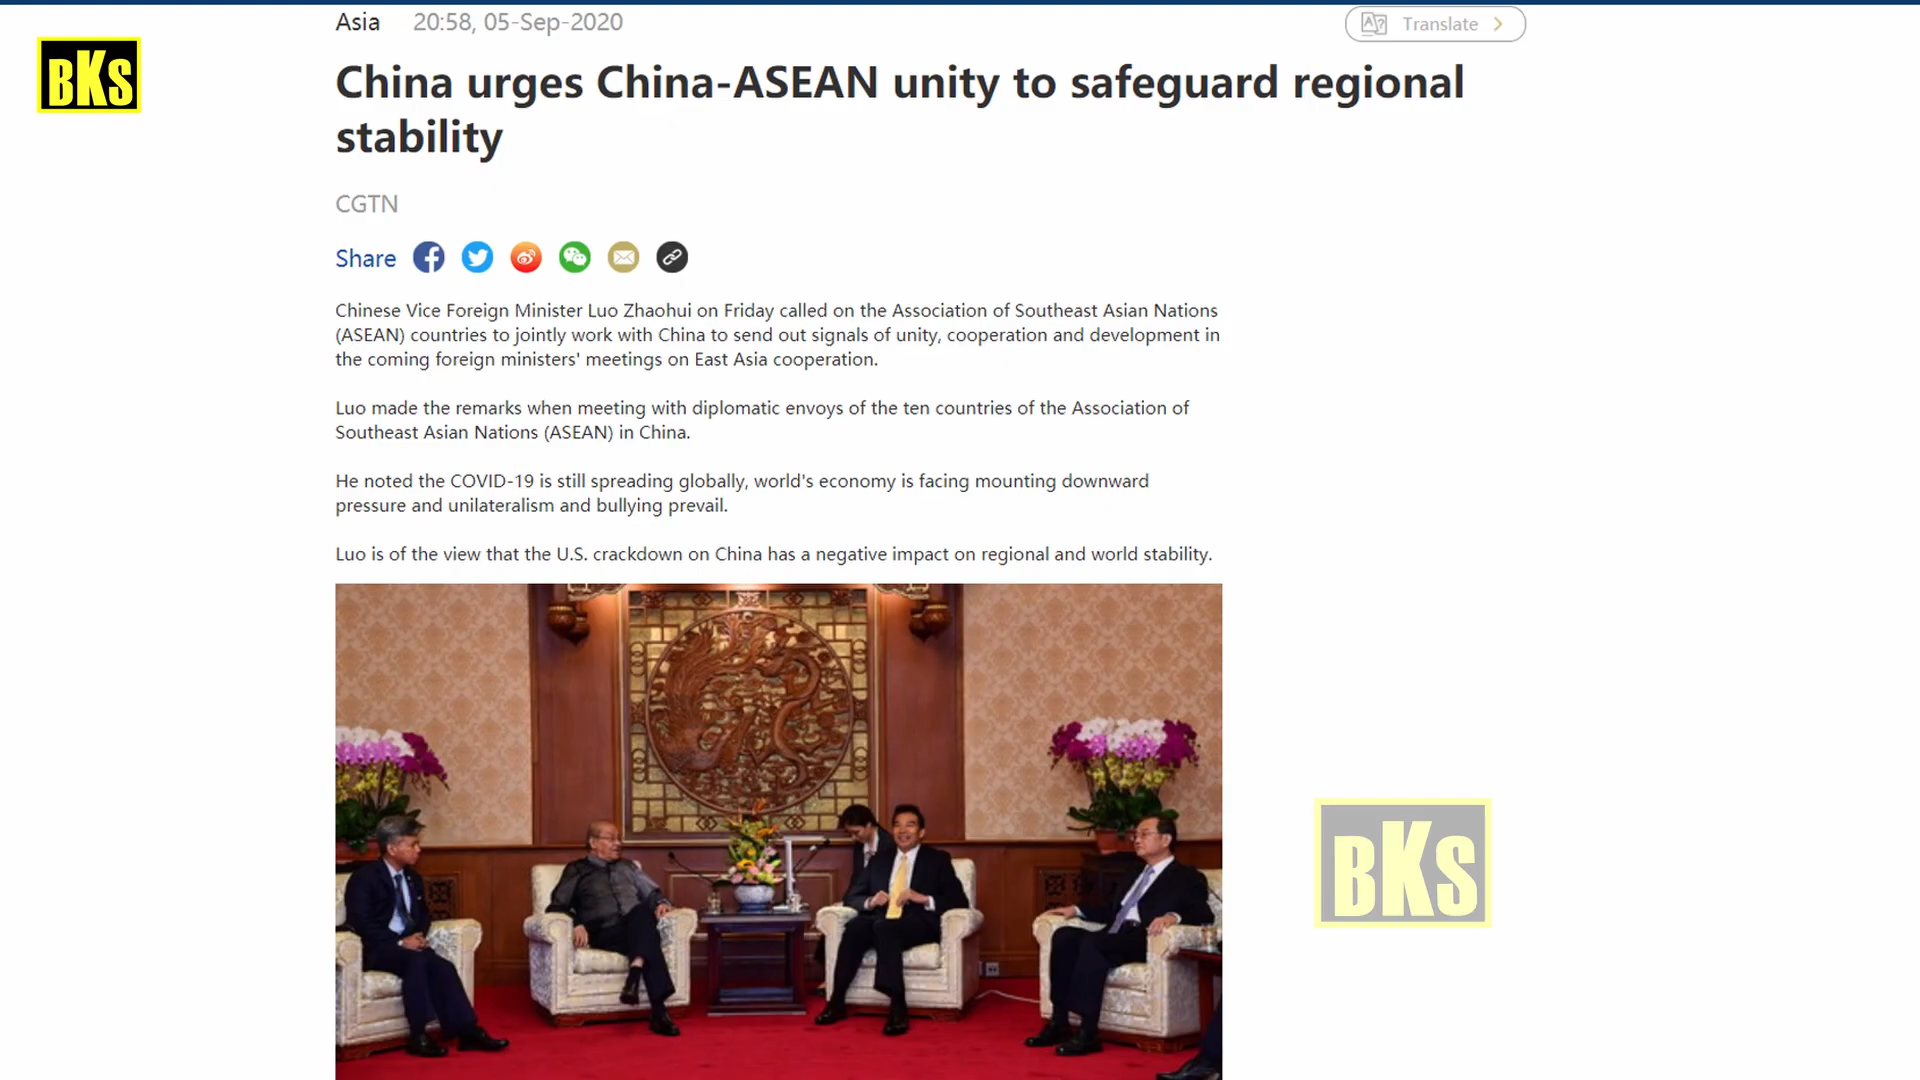 Asia 20:58, 05-Sep-2020
Translate
BKS
China urges China-ASEAN unity to safeguard regional
stability
CGTN
Share
Chinese Vice Foreign Minister Luo Zhaohui on Friday called on the Association of Southeast Asian Nations
(ASEAN) countries to jointly work with China to send out signals of unity, cooperation and development in
the coming foreign ministers' meetings on East Asia cooperation.
Luo made the remarks when meeting with diplomatic envoys of the ten countries of the Association of
Southeast Asian Nations (ASEAN) in China.
He noted the COVID-19 is still spreading globally, world's economy is facing mounting downward
pressure and unilateralism and bullying prevail.
Luo is of the view that the U.S. crackdown on China has a negative impact on regional and world stability.
BKS